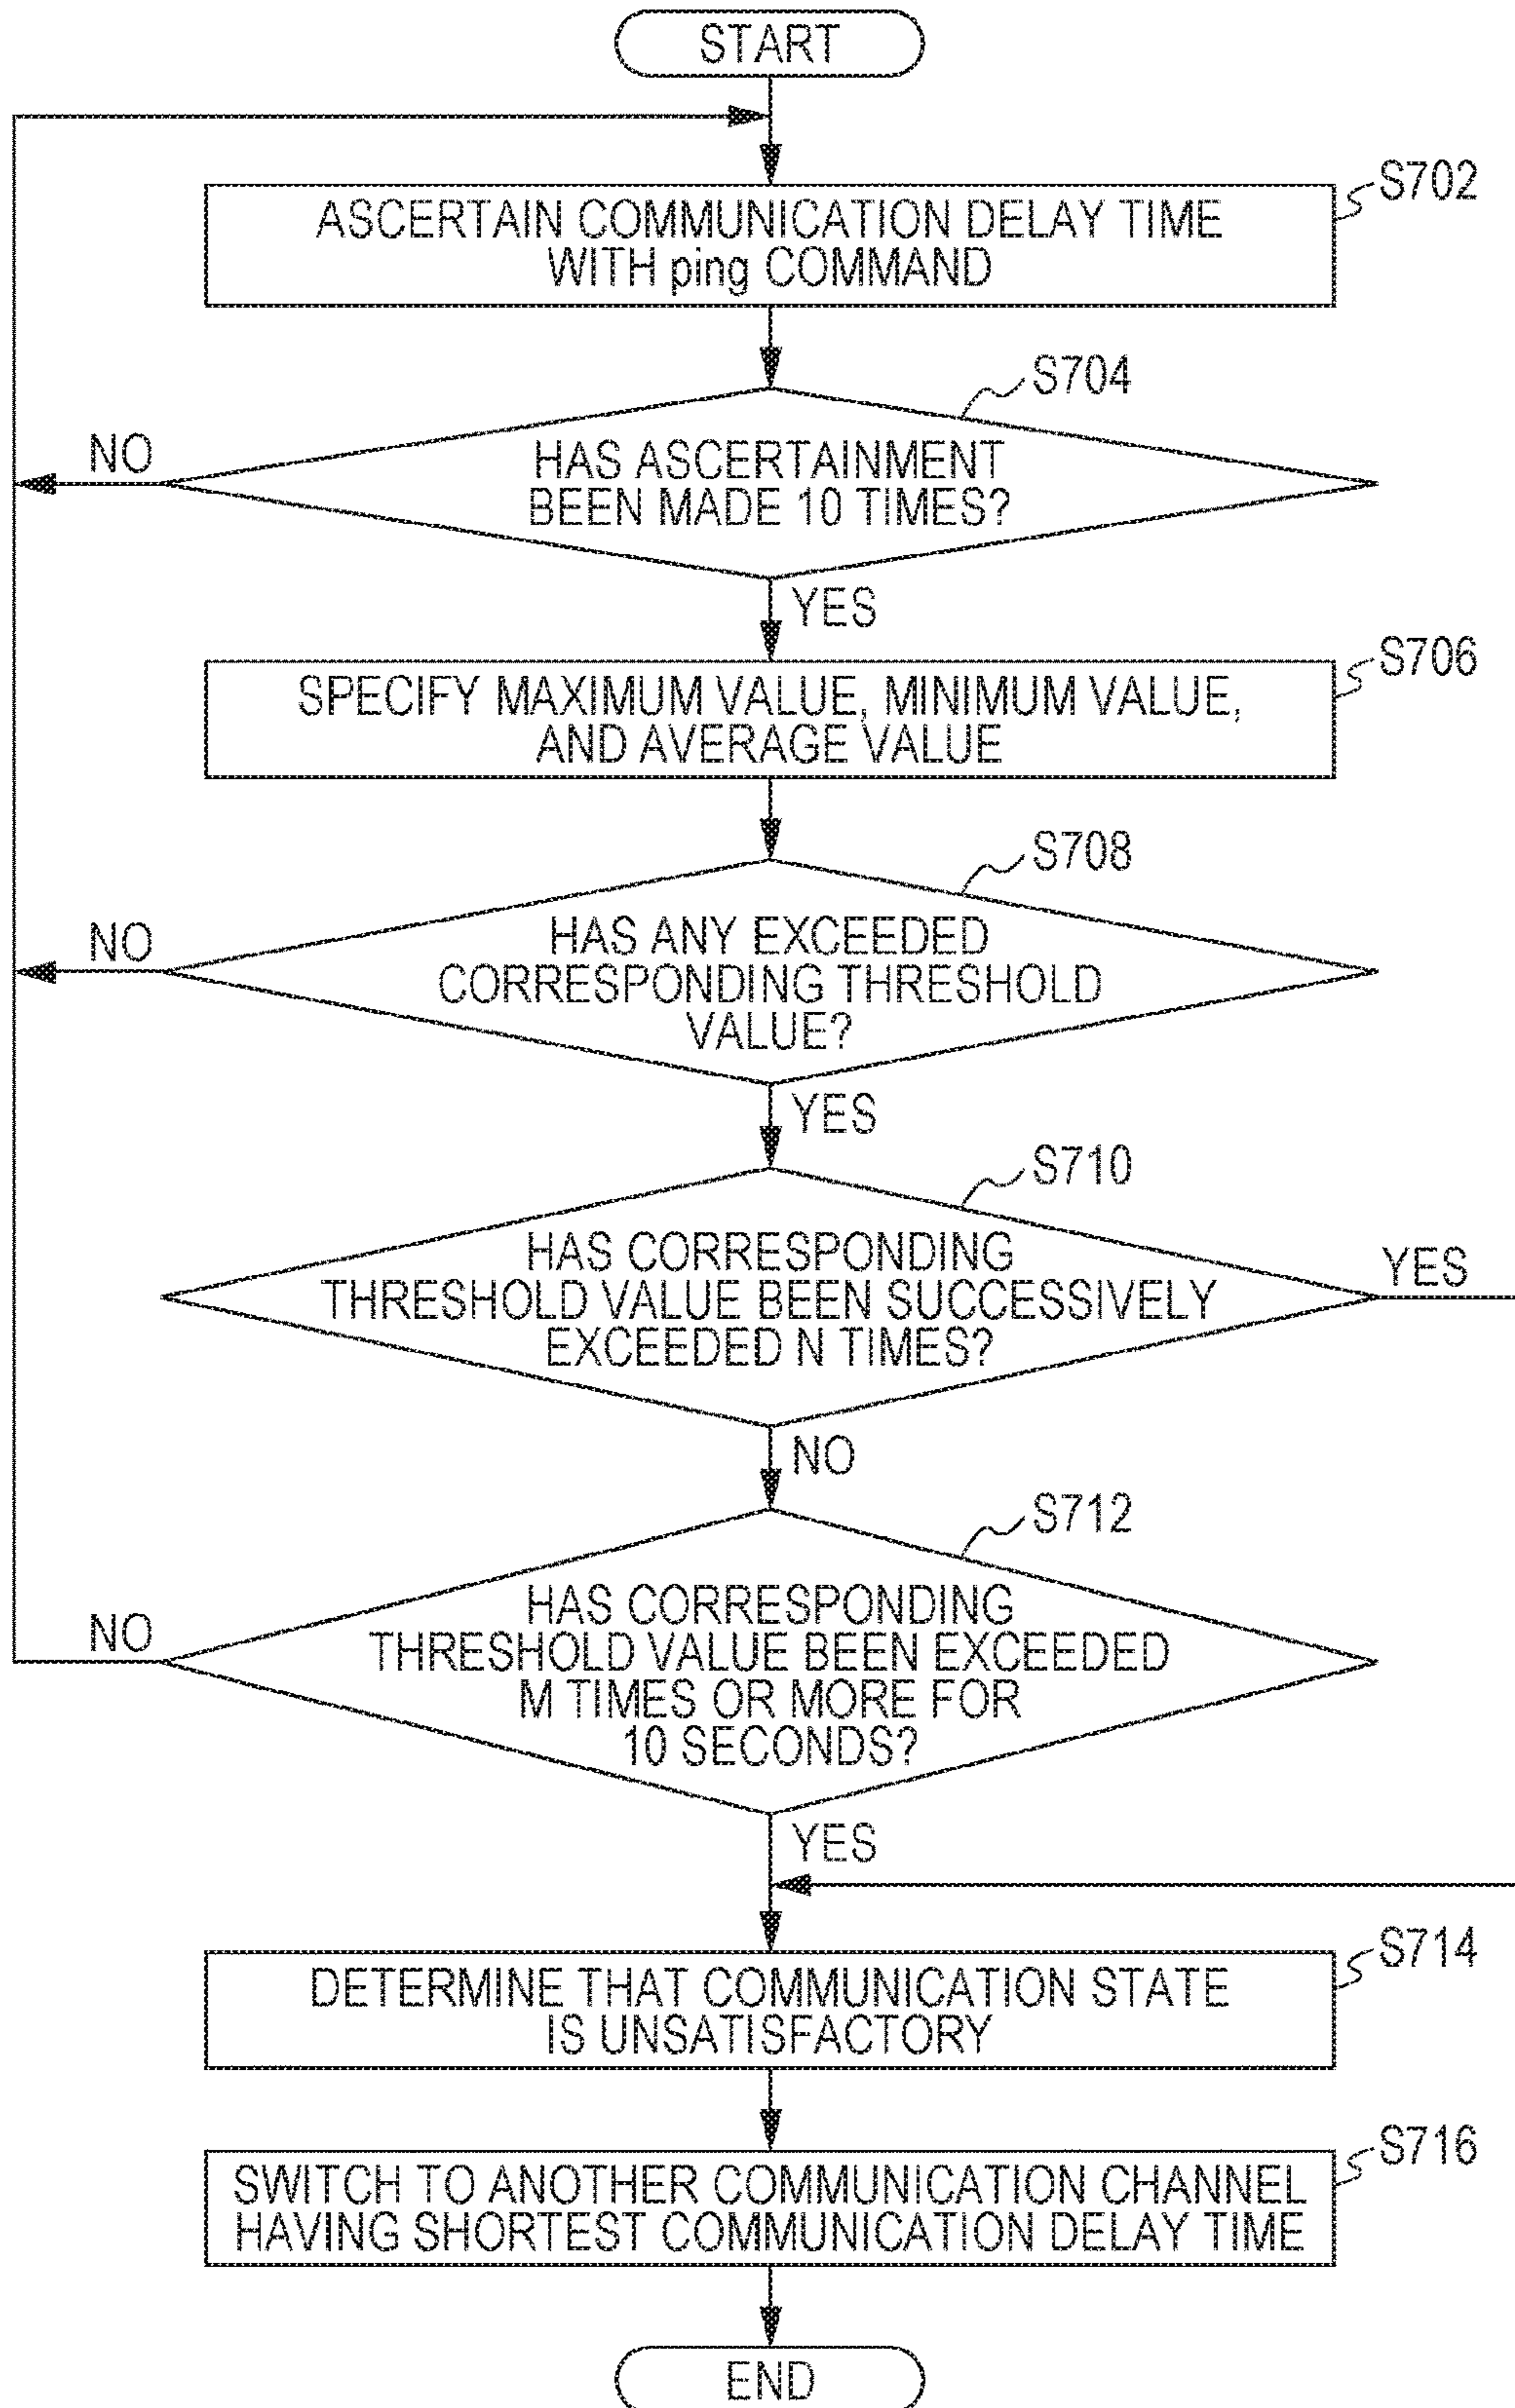 START
S702
ASCERTAIN COMMUNICATION DELAY TIME
WITH ping COMMAND
S704
NO
HAS ASCERTAINMENT
BEEN MADE 10 TIMES?
YES
S706
SPECIFY MAXIMUM VALUE, MINIMUM VALUE,
AND AVERAGE VALUE
S708
NO
HAS ANY EXCEEDED
CORRESPONDING THRESHOLD
VALUE?
YES
S710
HAS CORRESPONDING
THRESHOLD VALUE BEEN SUCCESSIVELY
EXCEEDED N TIMES?
YES
NO
S712
NO
HAS CORRESPONDING
THRESHOLD VALUE BEEN EXCEEDED
M TIMES OR MORE FOR
10 SECONDS?
YES
S714
DETERMINE THAT COMMUNICATION STATE
IS UNSATISFACTORY
S716
SWITCH TO ANOTHER COMMUNICATION CHANNEL
HAVING SHORTEST COMMUNICATION DELAY TIME
END